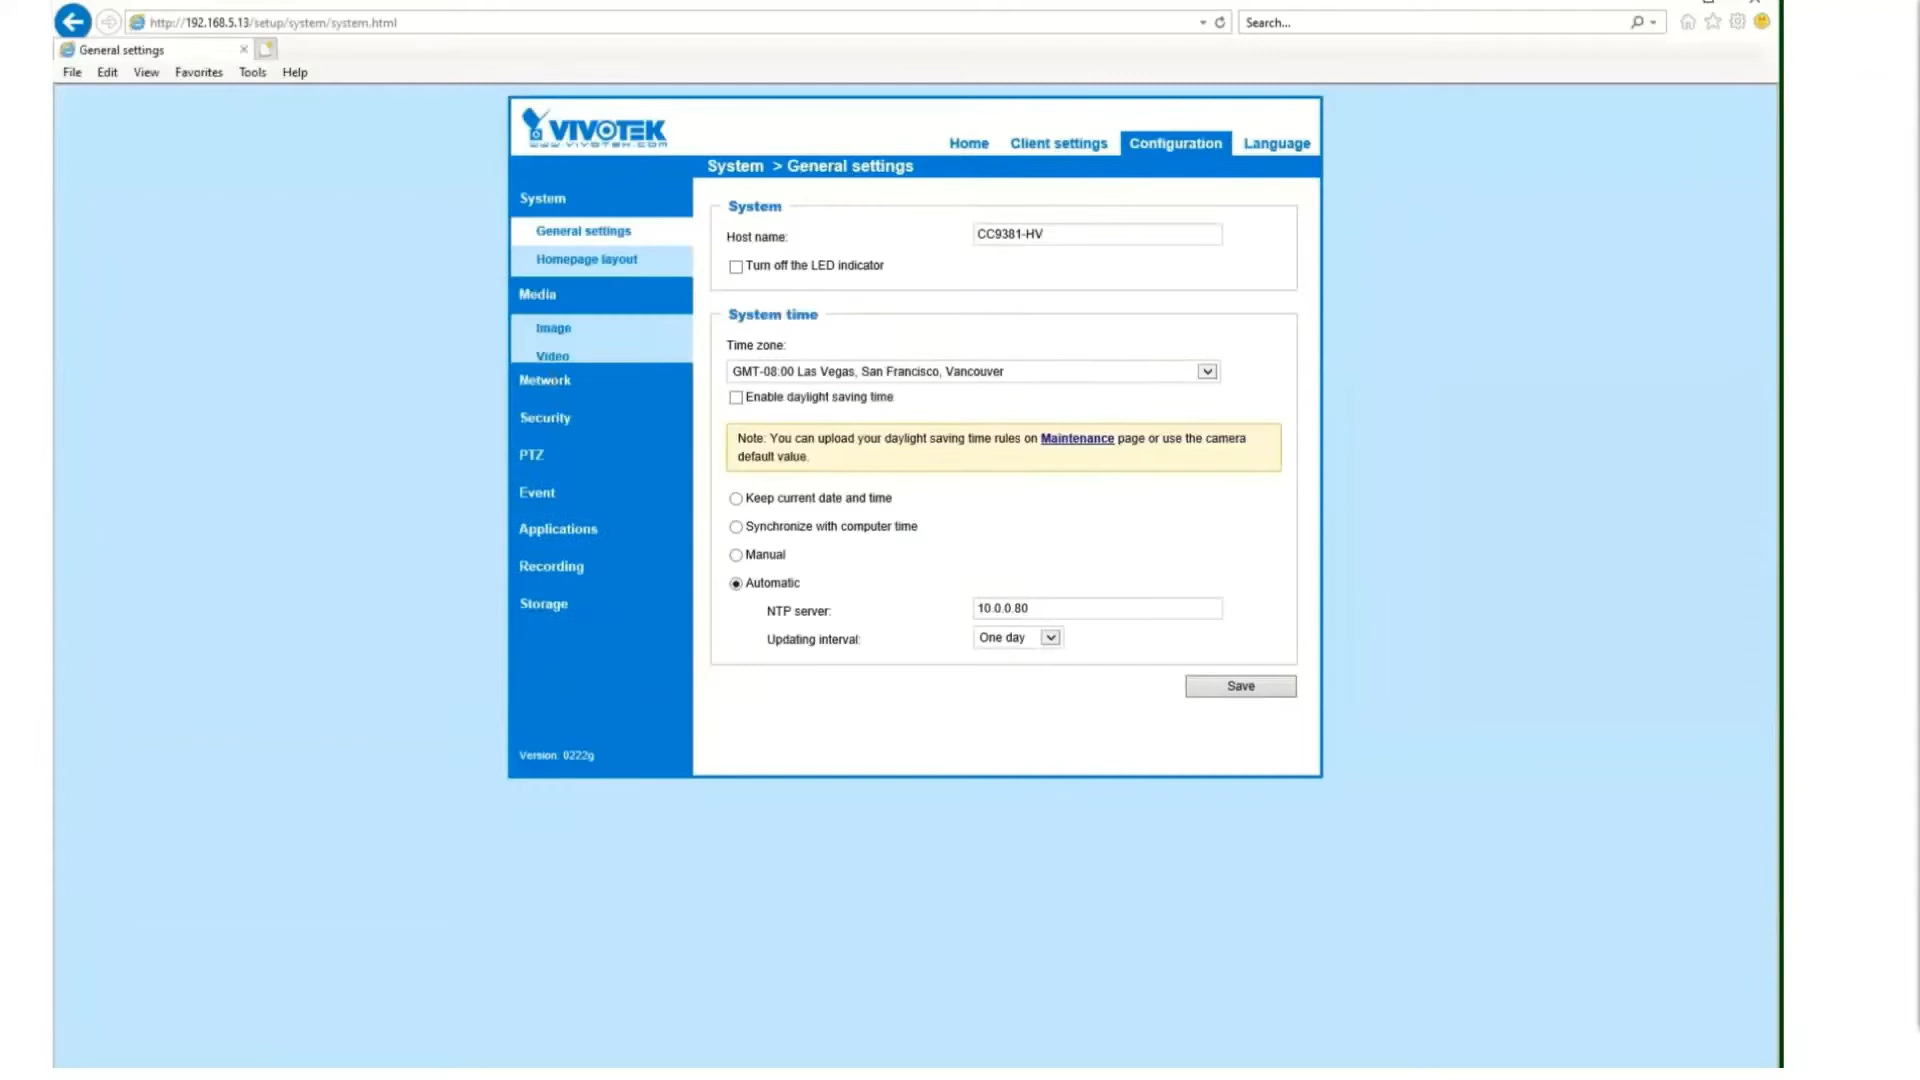 http://192.168.5.13/setup/system/system.html
Search...
General settings
File Edit View Favorites Tools Help
VIVOTEK
WWW.VIVOTEK.COM
Home Client settings Configuration Language
System > General settings
System
General settings
Homepage layout
Media
Image
Video
Network
Security
PTZ
Event
Applications
Recording
Storage
Version: 0222g
System
Host name: CC9381-HV
Turn off the LED indicator
System time
Time zone:
GMT-08:00 Las Vegas, San Francisco, Vancouver
Enable daylight saving time
Note: You can upload your daylight saving time rules on Maintenance page or use the camera
default value.
Keep current date and time
Synchronize with computer time
Manual
Automatic
NTP server: 10.0.0.80
Updating interval: One day
Save